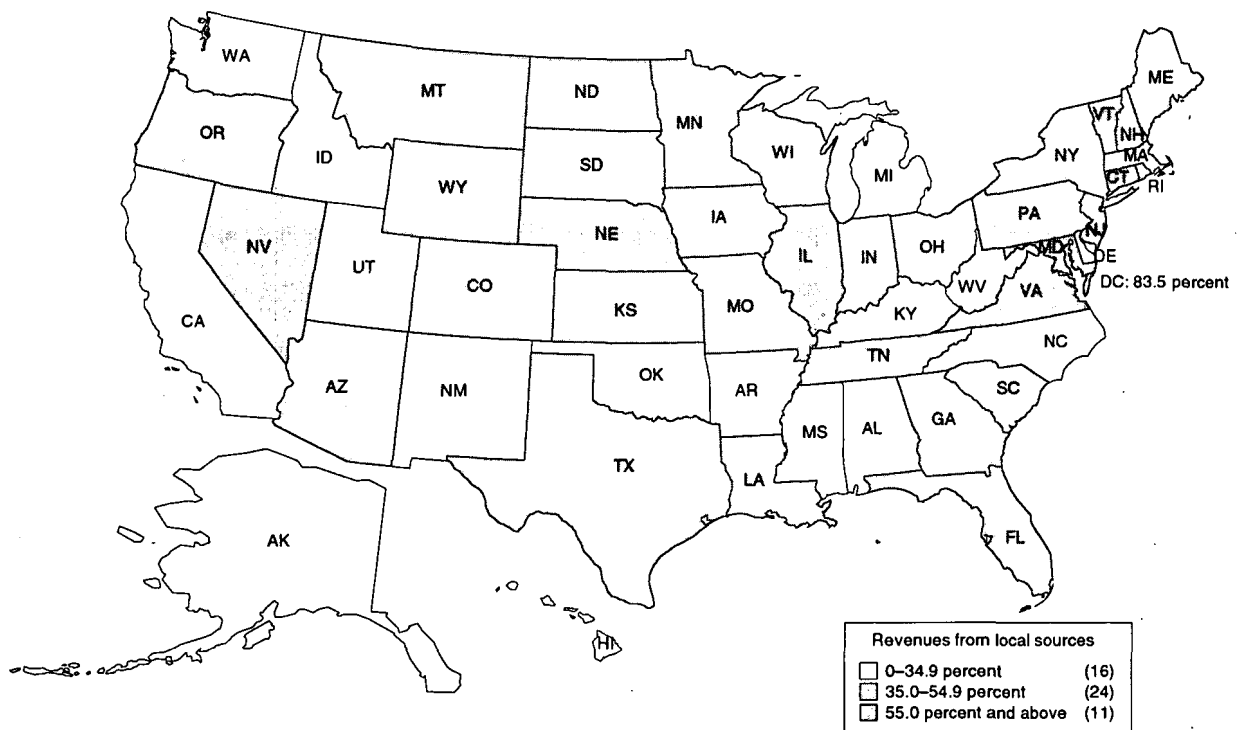 WA
MT
ND
MN
ME
VT
NH
OR
ID
SD
WI
MI
NY
MA
CT
RI
WY
IA
PA
NJ
NV
NE
IL
IN
OH
MD
DE
UT
CO
WV
VA
DC: 83.5 percent
CA
KS
MO
KY
NC
TN
AZ
NM
OK
AR
SC
MS
AL
GA
TX
LA
AK
FL
HI
Revenues from local sources
0–34.9 percent (16)
35.0–54.9 percent (24)
55.0 percent and above (11)